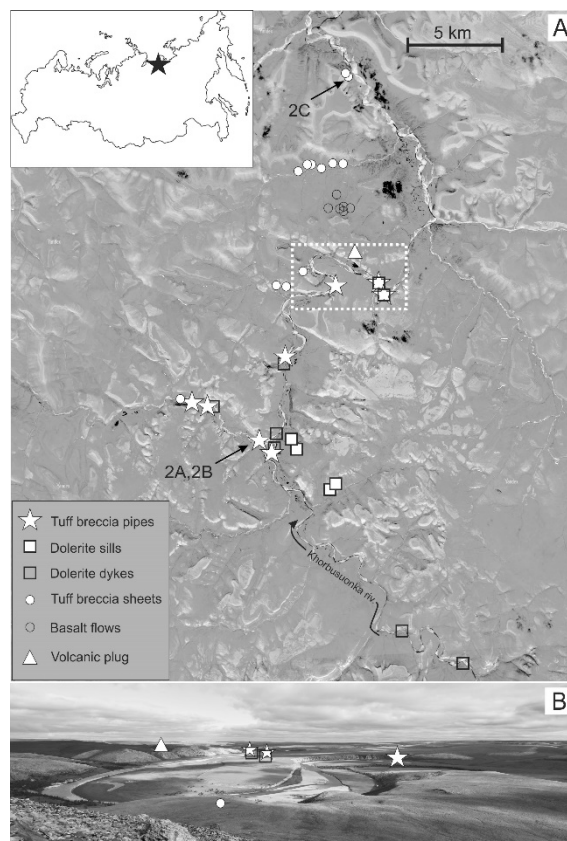 A
5 km
2C
2A,2B
Tuff breccia pipes
Dolerite sills
Dolerite dykes
Tuff breccia sheets
Basalt flows
Volcanic plug
Khorbusuonka riv.
B